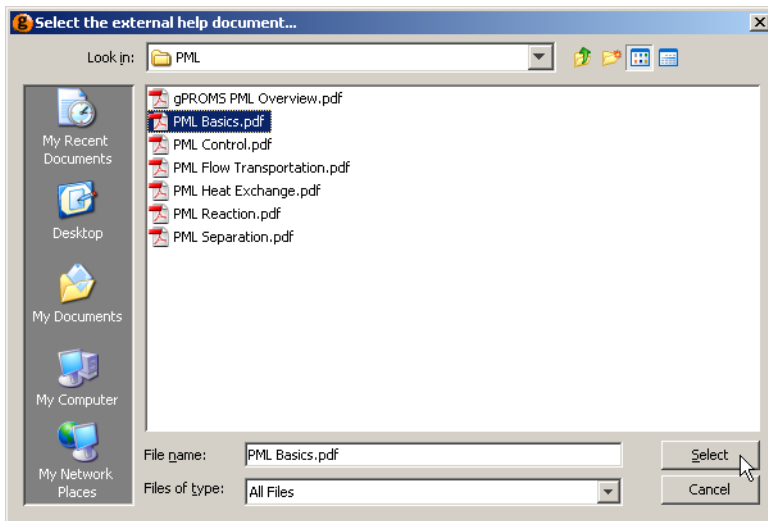 Select the external help document...
Look in:
PML
My Recent
Documents
Desktop
My Documents
My Computer
My Network
Places
gPROMS PML Overview.pdf
PML Basics.pdf
PML Control.pdf
PML Flow Transportation.pdf
PML Heat Exchange.pdf
PML Reaction.pdf
PML Separation.pdf
File name:
PML Basics.pdf
Select
Files of type:
All Files
Cancel